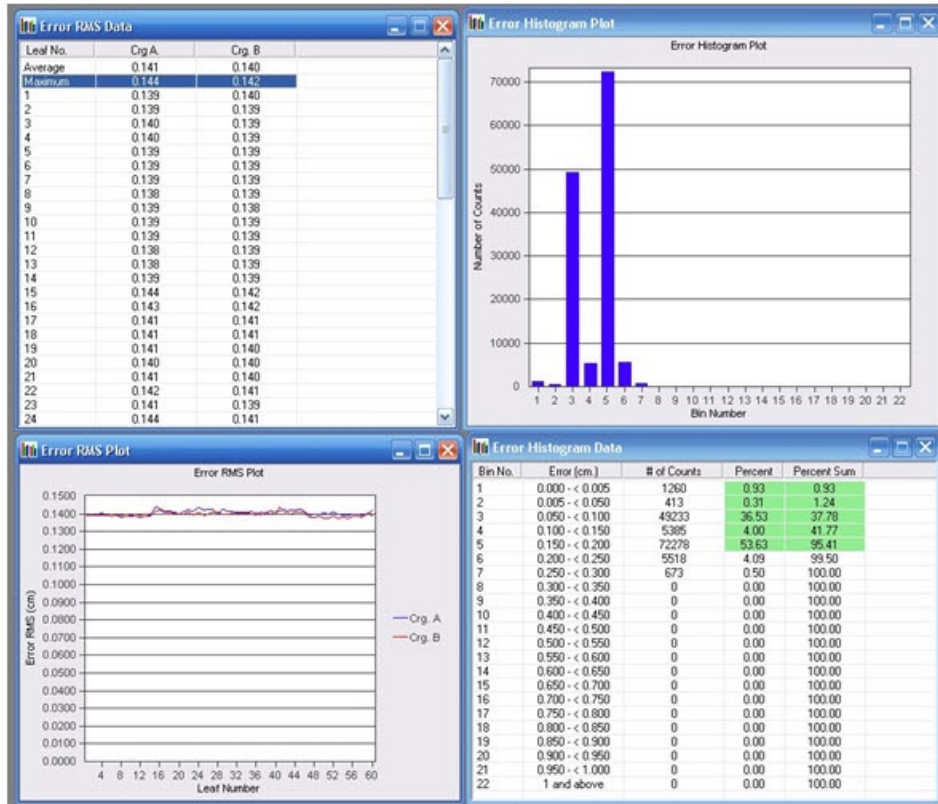 Error RMS Data
Leaf No. Crg A. Crg. B
Average 0.141 0.140
Maximum 0.144 0.142
1 0.139 0.140
2 0.139 0.139
3 0.140 0.139
4 0.140 0.139
5 0.139 0.139
6 0.139 0.139
7 0.139 0.139
8 0.138 0.139
9 0.139 0.138
10 0.139 0.139
11 0.139 0.139
12 0.138 0.139
13 0.138 0.139
14 0.139 0.139
15 0.144 0.142
16 0.143 0.142
17 0.141 0.141
18 0.141 0.141
19 0.141 0.140
20 0.140 0.140
21 0.141 0.140
22 0.142 0.141
23 0.141 0.139
24 0.144 0.141
Error Histogram Plot
Error Histogram Plot
Number of Counts
70000
60000
50000
40000
30000
20000
10000
0
1 2 3 4 5 6 7 8 9 10 11 12 13 14 15 16 17 18 19 20 21 22
Bin Number
Error RMS Plot
Error RMS Plot
Error RMS (cm)
0.1500
0.1400
0.1300
0.1200
0.1100
0.1000
0.0900
0.0800
0.0700
0.0600
0.0500
0.0400
0.0300
0.0200
0.0100
0.0000
4 8 12 16 20 24 28 32 36 40 44 48 52 56 60
Leaf Number
Crg. A
Crg. B
Error Histogram Data
Bin No. Error (cm.) # of Counts Percent Percent Sum
1 0.000 - < 0.005 1260 0.93 0.93
2 0.005 - < 0.050 413 0.31 1.24
3 0.050 - < 0.100 49233 36.53 37.78
4 0.100 - < 0.150 5385 4.00 41.77
5 0.150 - < 0.200 72278 53.63 95.41
6 0.200 - < 0.250 5518 4.09 99.50
7 0.250 - < 0.300 673 0.50 100.00
8 0.300 - < 0.350 0 0.00 100.00
9 0.350 - < 0.400 0 0.00 100.00
10 0.400 - < 0.450 0 0.00 100.00
11 0.450 - < 0.500 0 0.00 100.00
12 0.500 - < 0.550 0 0.00 100.00
13 0.550 - < 0.600 0 0.00 100.00
14 0.600 - < 0.650 0 0.00 100.00
15 0.650 - < 0.700 0 0.00 100.00
16 0.700 - < 0.750 0 0.00 100.00
17 0.750 - < 0.800 0 0.00 100.00
18 0.800 - < 0.850 0 0.00 100.00
19 0.850 - < 0.900 0 0.00 100.00
20 0.900 - < 0.950 0 0.00 100.00
21 0.950 - < 1.000 0 0.00 100.00
22 1 and above 0 0.00 100.00